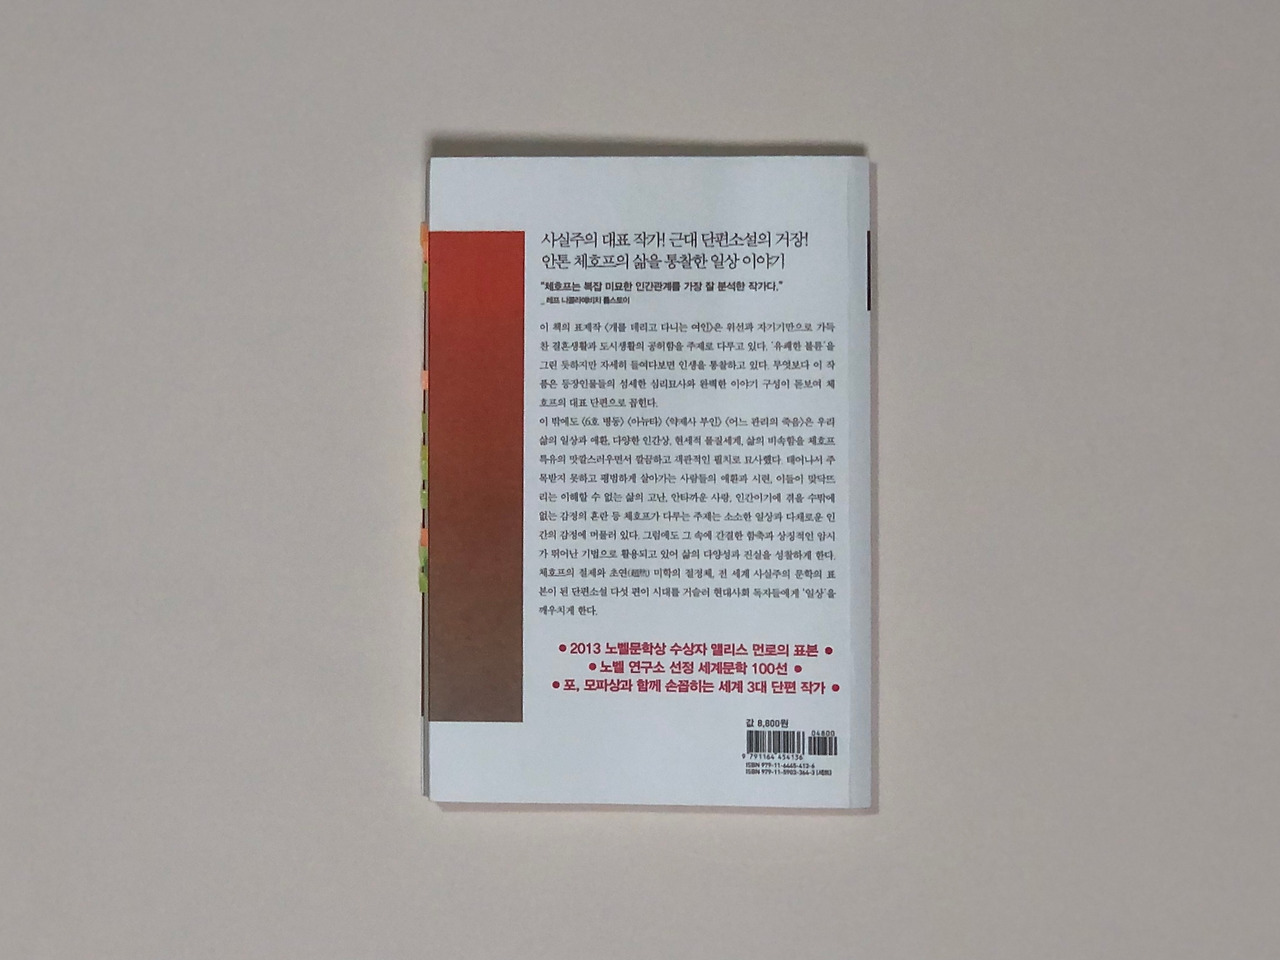 사실주의 대표 작가! 근대 단편소설의 거장!
안톤 체호프의 삶을 통찰한 일상 이야기
"체호프는 복잡 미묘한 인간관계를 가장 잘 분석한 작가다."
_ 레프 니콜라예비치 톨스토이
이 책의 표제작 〈개를 데리고 다니는 여인〉은 위선과 자기기만으로 가득
찬 결혼생활과 도시생활의 공허함을 주제로 다루고 있다. '유쾌한 불륜'을
그린 듯하지만 자세히 들여다보면 인생을 통찰하고 있다. 무엇보다 이 작
품은 등장인물들의 섬세한 심리묘사와 완벽한 이야기 구성이 돋보여 체
호프의 대표 단편으로 꼽힌다.
이 밖에도 〈6호 병동〉 〈아뉴타〉 〈약제사 부인〉 〈어느 관리의 죽음〉은 우리
삶의 일상과 애환, 다양한 인간상, 현세적 물질세계, 삶의 비속함을 체호프
특유의 맛깔스러우면서 깔끔하고 객관적인 필치로 묘사했다. 태어나서 주
목받지 못하고 평범하게 살아가는 사람들의 애환과 시련, 이들이 맞닥뜨
리는 이해할 수 없는 삶의 고난, 안타까운 사랑, 인간이기에 겪을 수밖에
없는 감정의 혼란 등 체호프가 다루는 주제는 소소한 일상과 다채로운 인
간의 감정에 머물러 있다. 그럼에도 그 속에 간결한 함축과 상징적인 암시
가 뛰어난 기법으로 활용되고 있어 삶의 다양성과 진실을 성찰하게 한다.
체호프의 절제와 초연(超然) 미학의 결정체, 전 세계 사실주의 문학의 표
본이 된 단편소설 다섯 편이 시대를 거슬러 현대사회 독자들에게 '일상'을
깨우치게 한다.
● 2013 노벨문학상 수상자 앨리스 먼로의 표본 ●
● 노벨 연구소 선정 세계문학 100선 ●
● 포, 모파상과 함께 손꼽히는 세계 3대 단편 작가 ●
값 8,800원
04800
9 791164 454136
ISBN 979-11-6445-413-6
ISBN 979-11-5903-364-3 (세트)